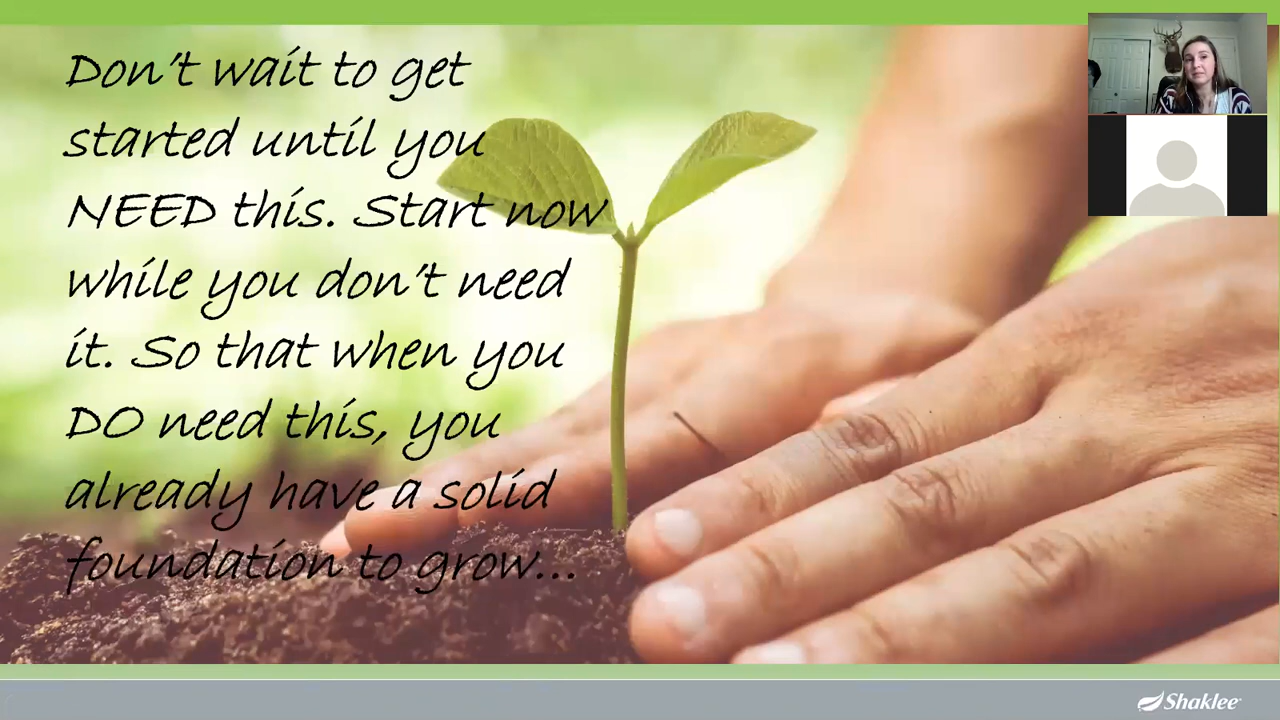 Don't wait to get
started until you
NEED this. Start now
while you don't need
it. So that when you
DO need this, you
already have a solid
foundation to grow...
Shaklee